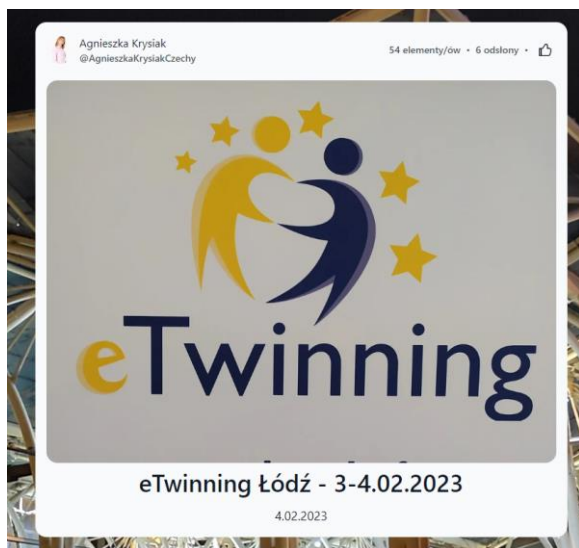 Agnieszka Krysiak
@AgnieszkaKrysiakCzechy
54 elementy/ów • 6 odsłony •
eTwinning
eTwinning Łódź - 3-4.02.2023
4.02.2023